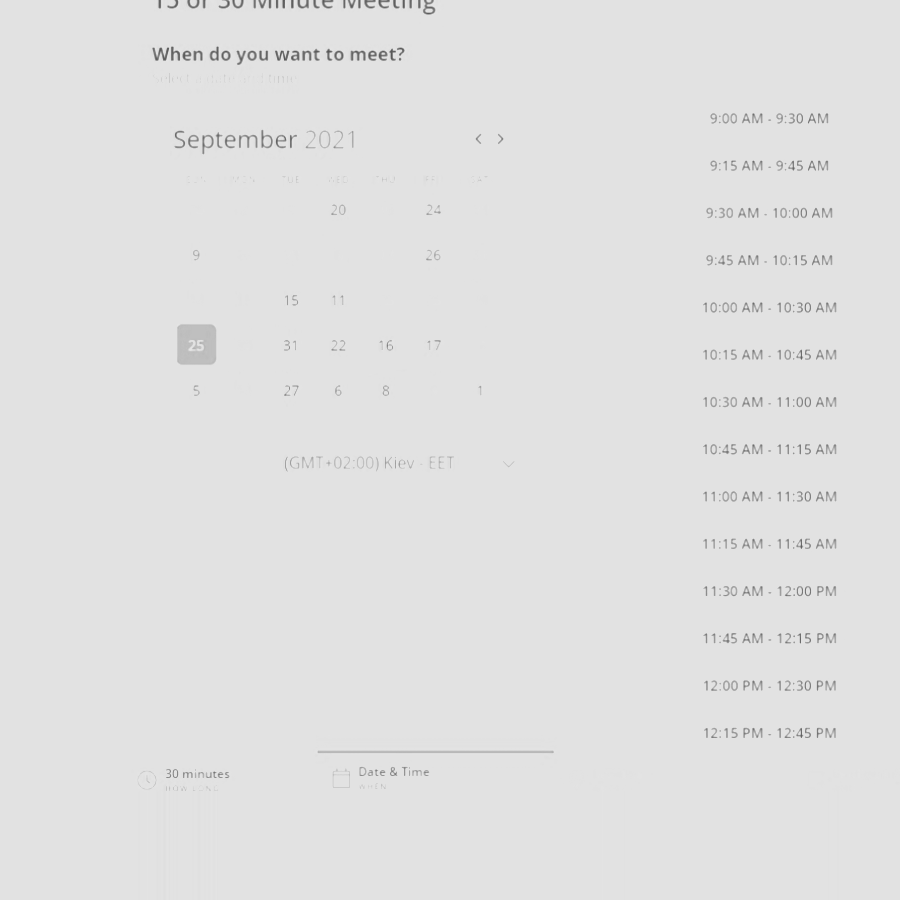 15 or 30 Minute Meeting
When do you want to meet?
Select a date and time
September 2021
SUN MON TUE WED THU FRI SAT
20 24
9 26
15 11
25 31 22 16 17
5 27 6 8 1
(GMT+02:00) Kiev - EET
9:00 AM - 9:30 AM
9:15 AM - 9:45 AM
9:30 AM - 10:00 AM
9:45 AM - 10:15 AM
10:00 AM - 10:30 AM
10:15 AM - 10:45 AM
10:30 AM - 11:00 AM
10:45 AM - 11:15 AM
11:00 AM - 11:30 AM
11:15 AM - 11:45 AM
11:30 AM - 12:00 PM
11:45 AM - 12:15 PM
12:00 PM - 12:30 PM
12:15 PM - 12:45 PM
30 minutes
HOW LONG
Date & Time
WHEN